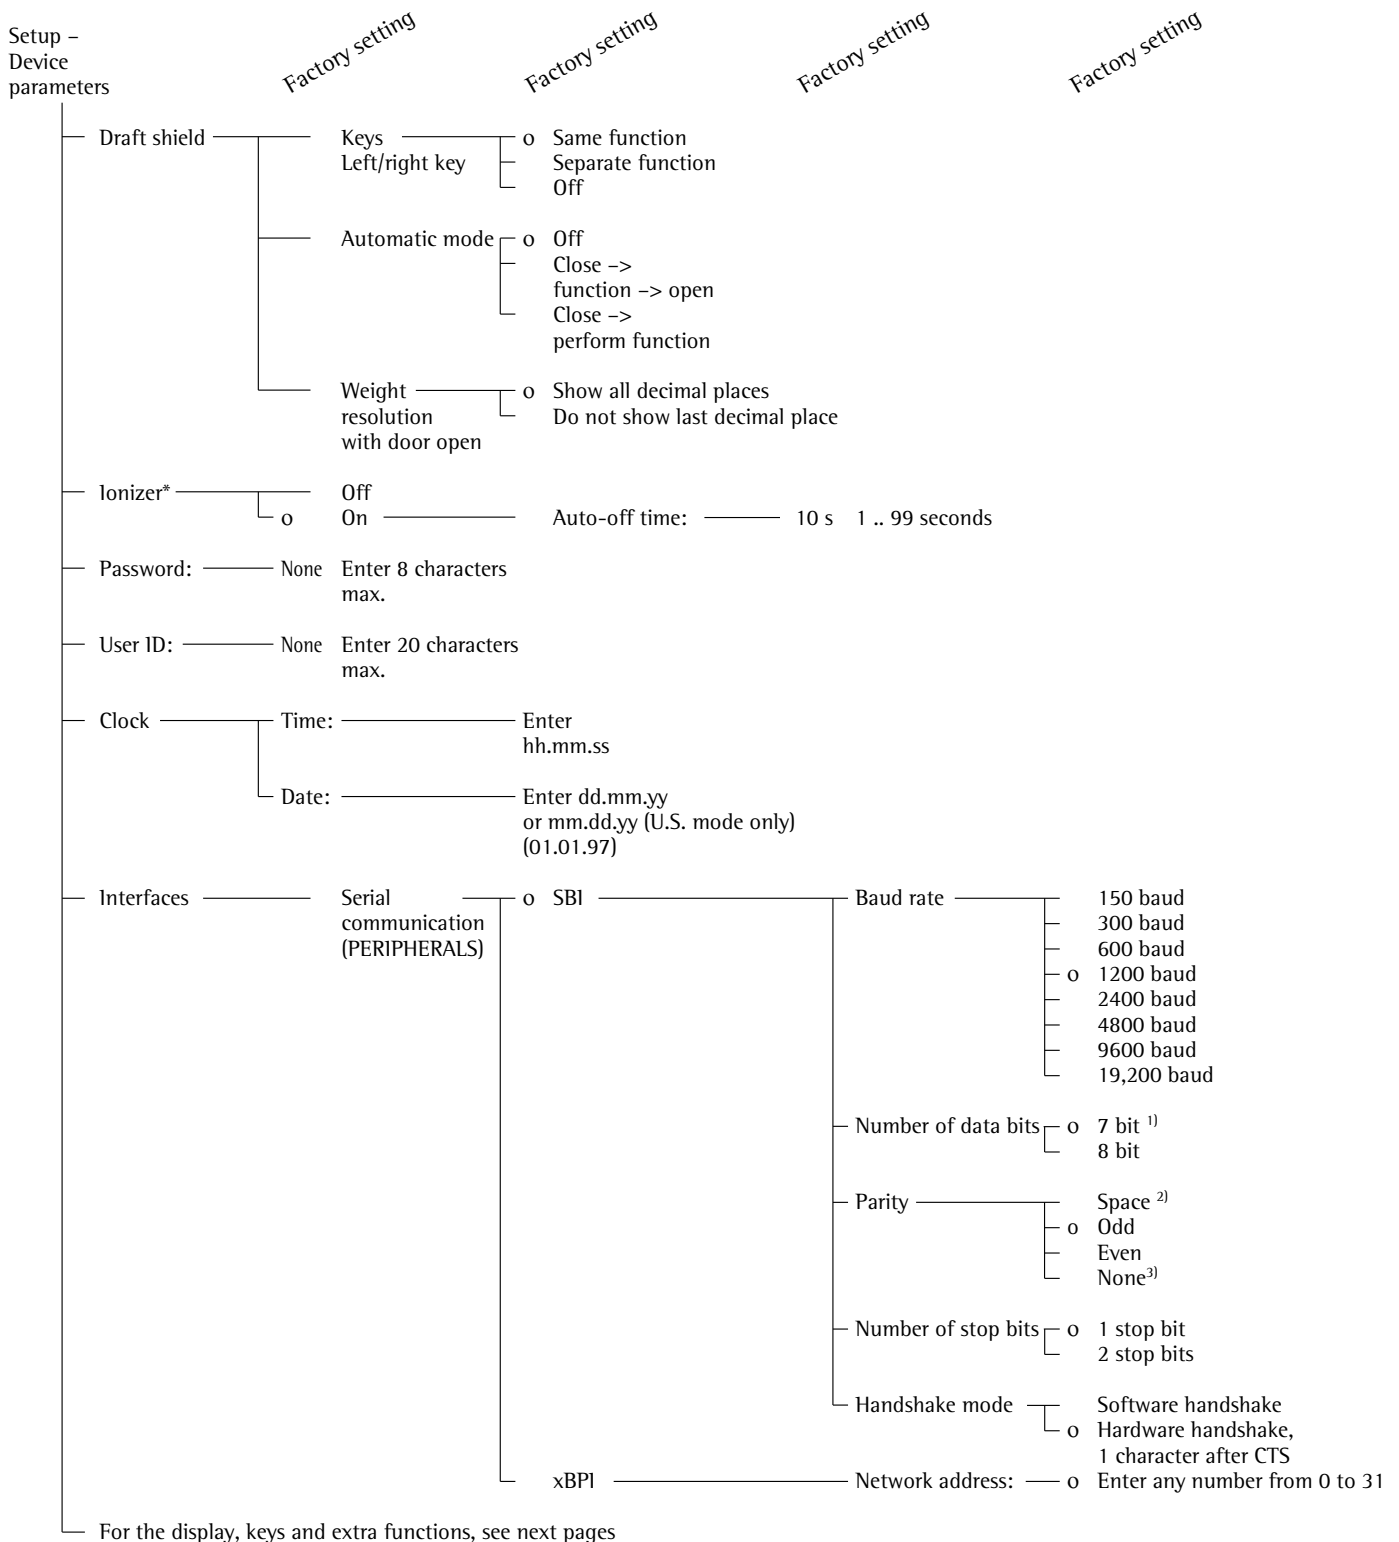 Setup –
Device
parameters
Factory setting
Factory setting
Factory setting
Factory setting
Draft shield
Keys
Left/right key
o Same function
Separate function
Off
Automatic mode
o Off
Close –>
function –> open
Close –>
perform function
Weight
resolution
with door open
o Show all decimal places
Do not show last decimal place
Ionizer*
Off
o On
Auto-off time:
10 s 1 .. 99 seconds
Password:
None
Enter 8 characters
max.
User ID:
None
Enter 20 characters
max.
Clock
Time:
Enter
hh.mm.ss
Date:
Enter dd.mm.yy
or mm.dd.yy (U.S. mode only)
(01.01.97)
Interfaces
Serial
communication
(PERIPHERALS)
o SBI
Baud rate
150 baud
300 baud
600 baud
o 1200 baud
2400 baud
4800 baud
9600 baud
19,200 baud
Number of data bits
o 7 bit 1)
8 bit
Parity
Space 2)
o Odd
Even
None3)
Number of stop bits
o 1 stop bit
2 stop bits
Handshake mode
Software handshake
o Hardware handshake,
1 character after CTS
xBPI
Network address:
o Enter any number from 0 to 31
For the display, keys and extra functions, see next pages